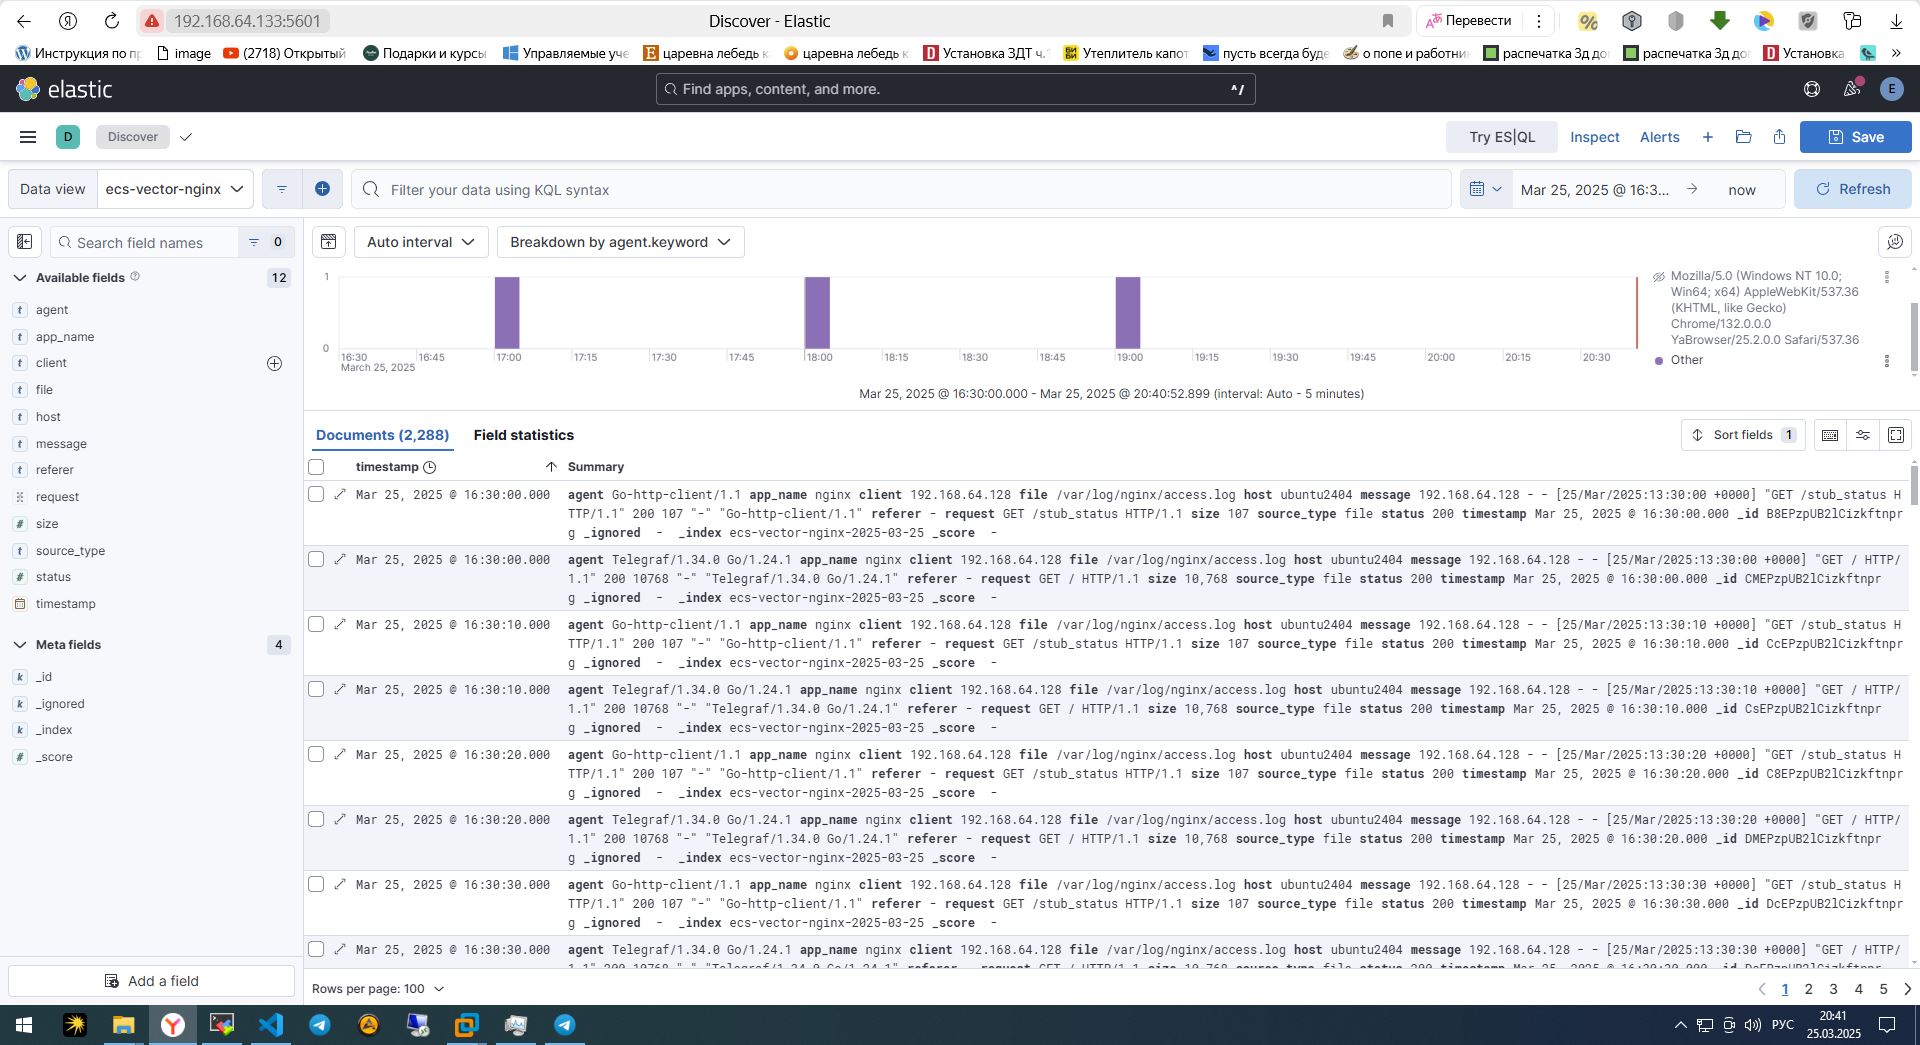 192.168.64.133:5601
Discover - Elastic
Перевести
Инструкция по п
image
(2718) Открытый
Подарки и курсы
Управляемые уче
царевна лебедь к
царевна лебедь к
Установка ЗДТ ч.
Утеплитель капот
пусть всегда буде
о попе и работни
распечатка 3д до
распечатка 3д до
Установка
»
elastic
Find apps, content, and more.
^/
E
D
Discover
Try ES|QL
Inspect
Alerts
Save
Data view
ecs-vector-nginx
Filter your data using KQL syntax
Mar 25, 2025 @ 16:3...
now
Refresh
Search field names
0
Auto interval
Breakdown by agent.keyword
Available fields
12
agent
app_name
client
file
host
message
referer
request
size
source_type
status
timestamp
Meta fields
4
_id
_ignored
_index
_score
Add a field
1
0
16:30
16:45
17:00
17:15
17:30
17:45
18:00
18:15
18:30
18:45
19:00
19:15
19:30
19:45
20:00
20:15
20:30
March 25, 2025
Mozilla/5.0 (Windows NT 10.0;
Win64; x64) AppleWebKit/537.36
(KHTML, like Gecko)
Chrome/132.0.0.0
YaBrowser/25.2.0.0 Safari/537.36
Other
Mar 25, 2025 @ 16:30:00.000 - Mar 25, 2025 @ 20:40:52.899 (interval: Auto - 5 minutes)
Documents (2,288)
Field statistics
Sort fields 1
timestamp
Summary
Mar 25, 2025 @ 16:30:00.000
agent Go-http-client/1.1 app_name nginx client 192.168.64.128 file /var/log/nginx/access.log host ubuntu2404 message 192.168.64.128 - - [25/Mar/2025:13:30:00 +0000] "GET /stub_status H
TTP/1.1" 200 107 "-" "Go-http-client/1.1" referer - request GET /stub_status HTTP/1.1 size 107 source_type file status 200 timestamp Mar 25, 2025 @ 16:30:00.000 _id B8EPzpUB2lCizkftnpr
g _ignored - _index ecs-vector-nginx-2025-03-25 _score -
Mar 25, 2025 @ 16:30:00.000
agent Telegraf/1.34.0 Go/1.24.1 app_name nginx client 192.168.64.128 file /var/log/nginx/access.log host ubuntu2404 message 192.168.64.128 - - [25/Mar/2025:13:30:00 +0000] "GET / HTTP/
1.1" 200 10768 "-" "Telegraf/1.34.0 Go/1.24.1" referer - request GET / HTTP/1.1 size 10,768 source_type file status 200 timestamp Mar 25, 2025 @ 16:30:00.000 _id CMEPzpUB2lCizkftnpr
g _ignored - _index ecs-vector-nginx-2025-03-25 _score -
Mar 25, 2025 @ 16:30:10.000
agent Go-http-client/1.1 app_name nginx client 192.168.64.128 file /var/log/nginx/access.log host ubuntu2404 message 192.168.64.128 - - [25/Mar/2025:13:30:10 +0000] "GET /stub_status H
TTP/1.1" 200 107 "-" "Go-http-client/1.1" referer - request GET /stub_status HTTP/1.1 size 107 source_type file status 200 timestamp Mar 25, 2025 @ 16:30:10.000 _id CcEPzpUB2lCizkftnpr
g _ignored - _index ecs-vector-nginx-2025-03-25 _score -
Mar 25, 2025 @ 16:30:10.000
agent Telegraf/1.34.0 Go/1.24.1 app_name nginx client 192.168.64.128 file /var/log/nginx/access.log host ubuntu2404 message 192.168.64.128 - - [25/Mar/2025:13:30:10 +0000] "GET / HTTP/
1.1" 200 10768 "-" "Telegraf/1.34.0 Go/1.24.1" referer - request GET / HTTP/1.1 size 10,768 source_type file status 200 timestamp Mar 25, 2025 @ 16:30:10.000 _id CsEPzpUB2lCizkftnpr
g _ignored - _index ecs-vector-nginx-2025-03-25 _score -
Mar 25, 2025 @ 16:30:20.000
agent Go-http-client/1.1 app_name nginx client 192.168.64.128 file /var/log/nginx/access.log host ubuntu2404 message 192.168.64.128 - - [25/Mar/2025:13:30:20 +0000] "GET /stub_status H
TTP/1.1" 200 107 "-" "Go-http-client/1.1" referer - request GET /stub_status HTTP/1.1 size 107 source_type file status 200 timestamp Mar 25, 2025 @ 16:30:20.000 _id C8EPzpUB2lCizkftnpr
g _ignored - _index ecs-vector-nginx-2025-03-25 _score -
Mar 25, 2025 @ 16:30:20.000
agent Telegraf/1.34.0 Go/1.24.1 app_name nginx client 192.168.64.128 file /var/log/nginx/access.log host ubuntu2404 message 192.168.64.128 - - [25/Mar/2025:13:30:20 +0000] "GET / HTTP/
1.1" 200 10768 "-" "Telegraf/1.34.0 Go/1.24.1" referer - request GET / HTTP/1.1 size 10,768 source_type file status 200 timestamp Mar 25, 2025 @ 16:30:20.000 _id DMEPzpUB2lCizkftnpr
g _ignored - _index ecs-vector-nginx-2025-03-25 _score -
Mar 25, 2025 @ 16:30:30.000
agent Go-http-client/1.1 app_name nginx client 192.168.64.128 file /var/log/nginx/access.log host ubuntu2404 message 192.168.64.128 - - [25/Mar/2025:13:30:30 +0000] "GET /stub_status H
TTP/1.1" 200 107 "-" "Go-http-client/1.1" referer - request GET /stub_status HTTP/1.1 size 107 source_type file status 200 timestamp Mar 25, 2025 @ 16:30:30.000 _id DcEPzpUB2lCizkftnpr
g _ignored - _index ecs-vector-nginx-2025-03-25 _score -
Mar 25, 2025 @ 16:30:30.000
agent Telegraf/1.34.0 Go/1.24.1 app_name nginx client 192.168.64.128 file /var/log/nginx/access.log host ubuntu2404 message 192.168.64.128 - - [25/Mar/2025:13:30:30 +0000] "GET / HTTP/
Rows per page: 100
1 2 3 4 5
РУС
20:41
25.03.2025